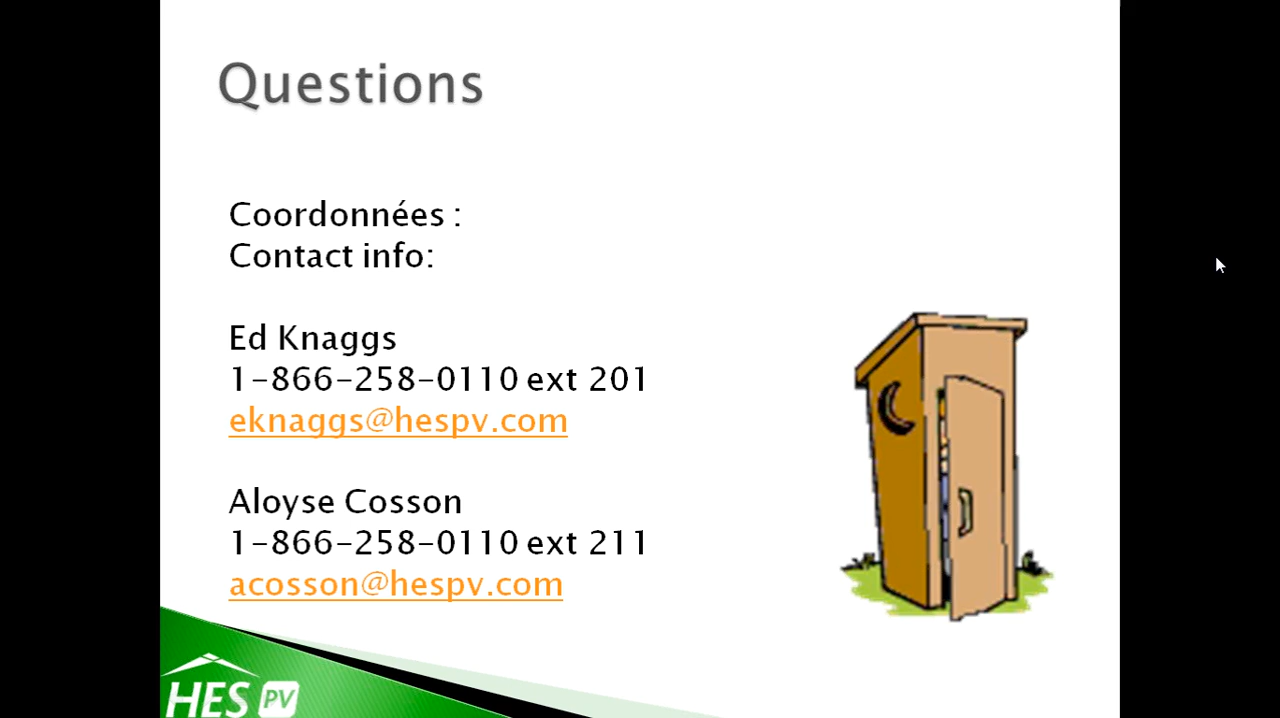 Questions
Coordonnées :
Contact info:
Ed Knaggs
1-866-258-0110 ext 201
eknaggs@hespv.com
Aloyse Cosson
1-866-258-0110 ext 211
acosson@hespv.com
HES PV